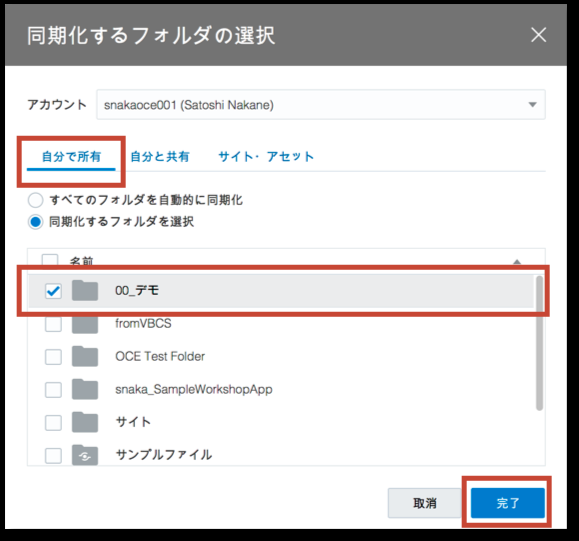 同期化するフォルダの選択
アカウント snakaoce001 (Satoshi Nakane)
自分で所有 自分と共有 サイト・アセット
すべてのフォルダを自動的に同期化
同期化するフォルダを選択
名前
00_デモ
fromVBCS
OCE Test Folder
snaka_SampleWorkshopApp
サイト
サンプルファイル
取消 完了